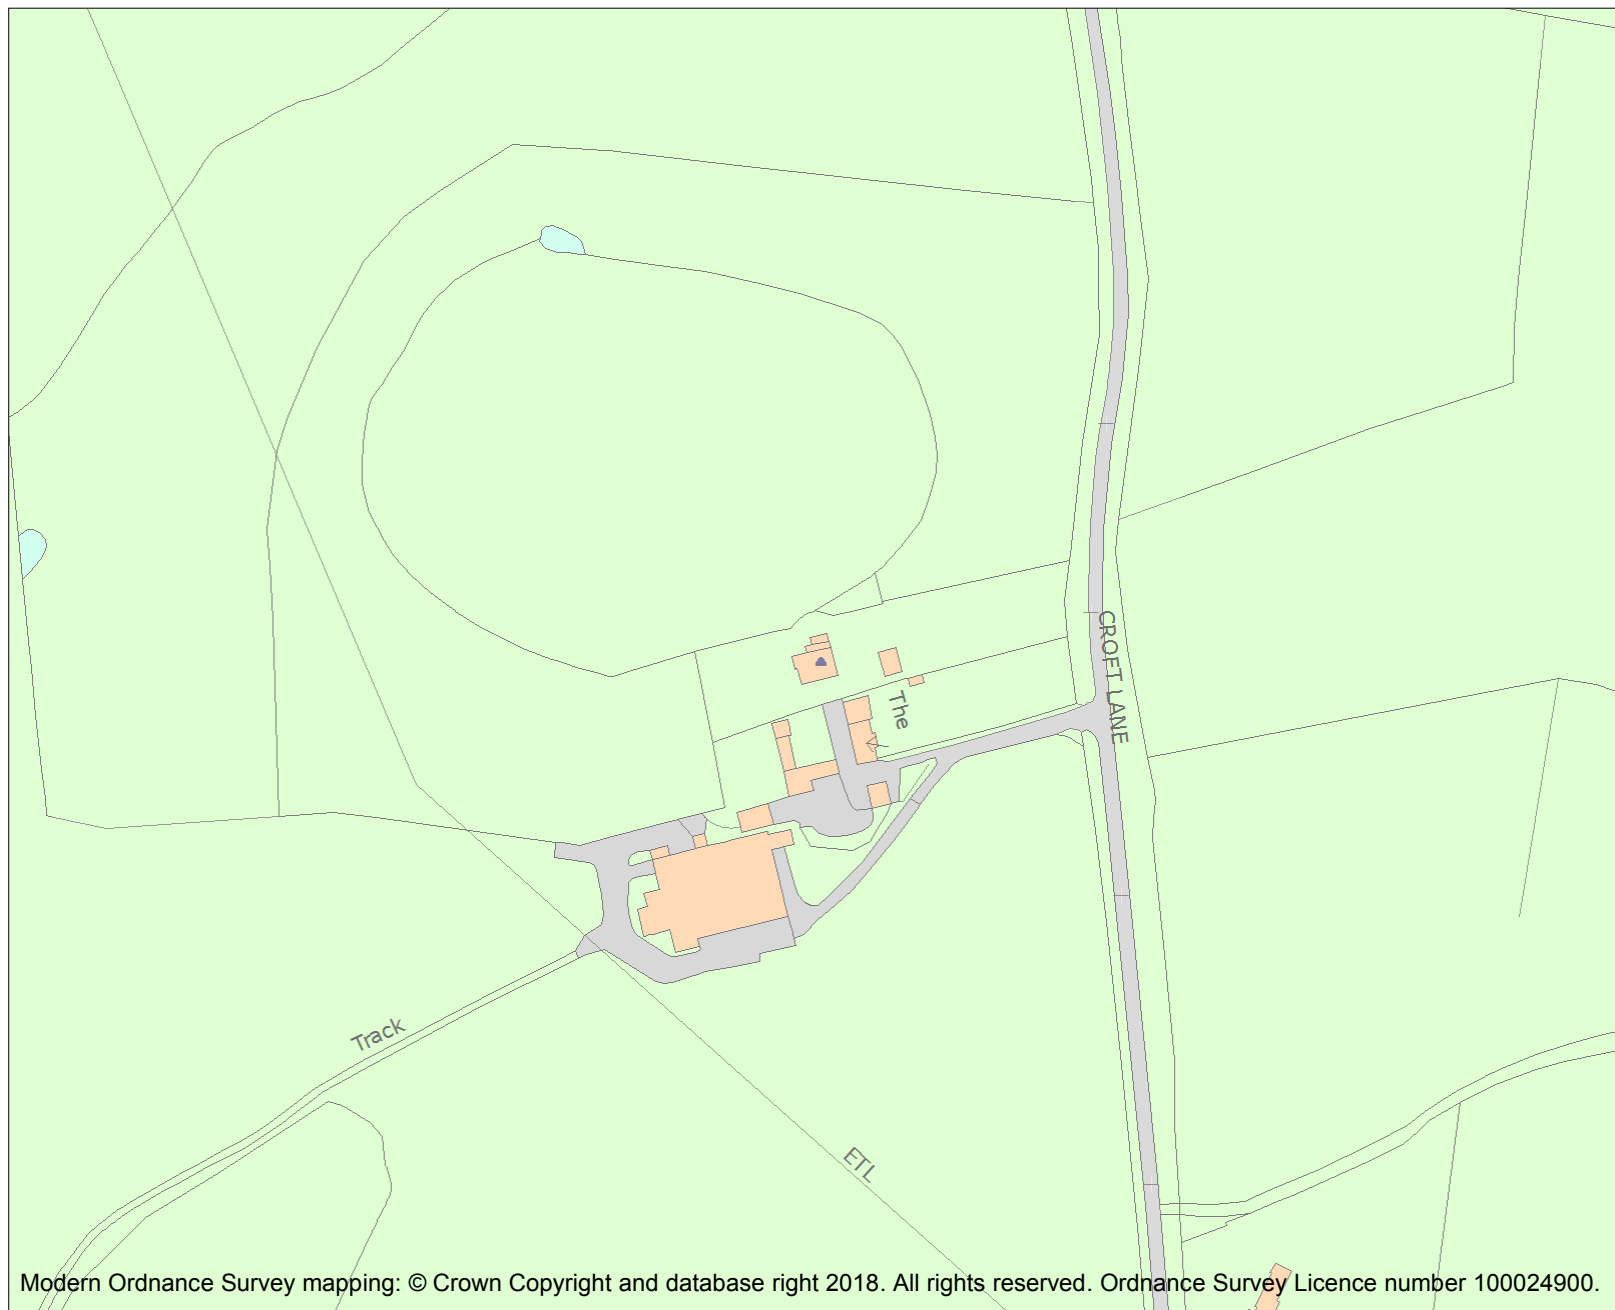 CROFT LANE
The
Track
ETL
Modern Ordnance Survey mapping: © Crown Copyright and database right 2018. All rights reserved. Ordnance Survey Licence number 100024900.